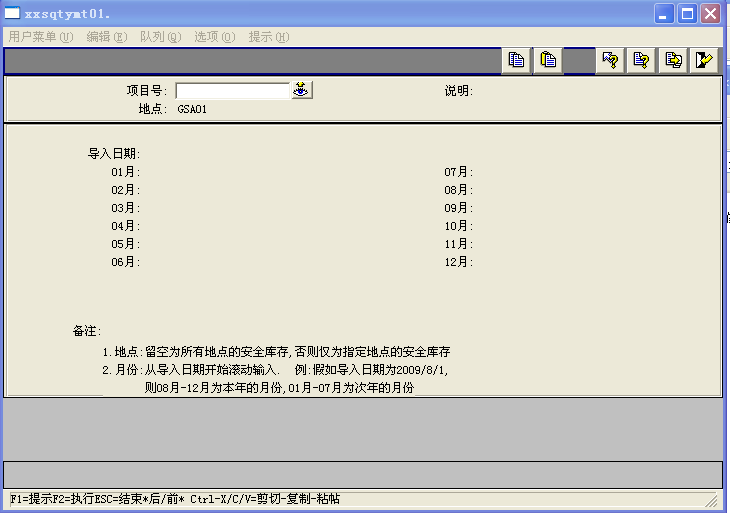 xxsqtymt01.
用户菜单(U) 编辑(E) 队列(Q) 选项(O) 提示(H)
项目号: 说明:
地点: GSA01
导入日期:
01月: 07月:
02月: 08月:
03月: 09月:
04月: 10月:
05月: 11月:
06月: 12月:
备注:
1.地点:留空为所有地点的安全库存,否则仅为指定地点的安全库存
2.月份:从导入日期开始滚动输入. 例:假如导入日期为2009/8/1,
则08月-12月为本年的月份,01月-07月为次年的月份
F1=提示F2=执行ESC=结束*后/前* Ctrl-X/C/V=剪切-复制-粘帖